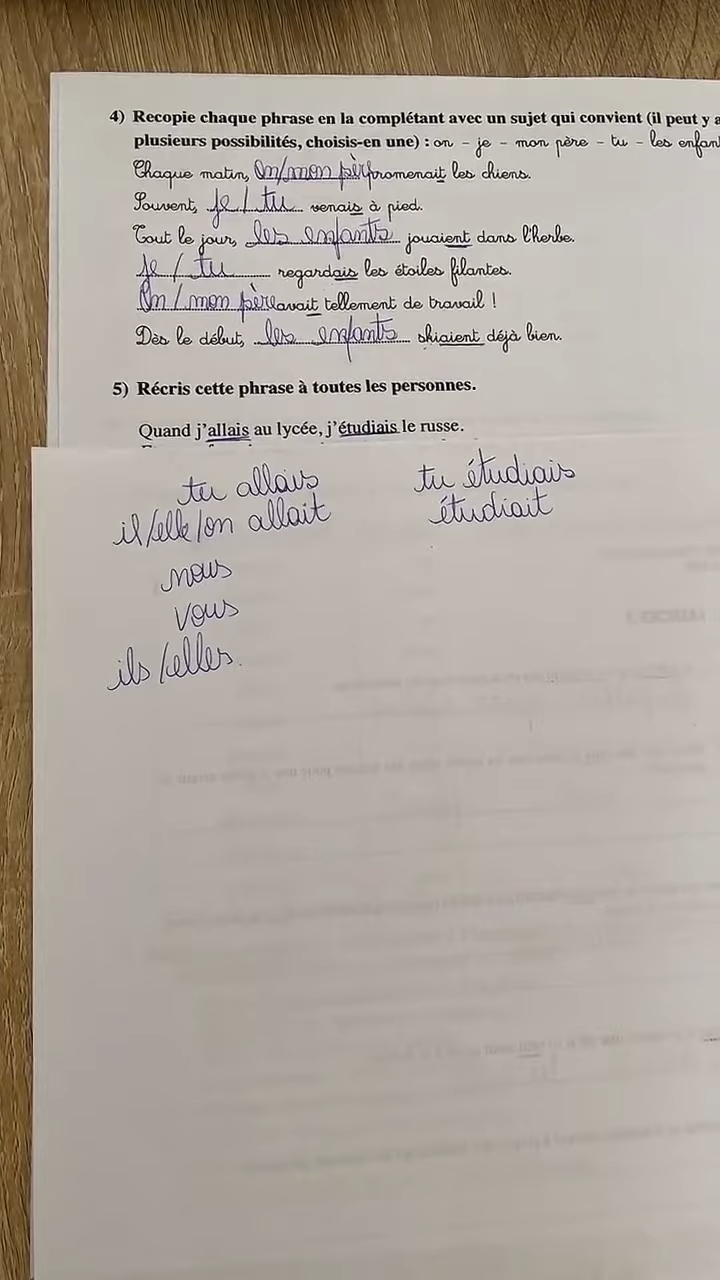 4) Recopie chaque phrase en la complétant avec un sujet qui convient (il peut y a
plusieurs possibilités, choisis-en une) : on - je - mon père - tu - les enfan
Chaque matin, On/mon père promenait les chiens.
Souvent, je / tu venais à pied.
Tout le jour, les enfants jouaient dans l'herbe.
Je / tu regardais les étoiles filantes.
On / mon père avait tellement de travail !
Dès le début, les enfants skiaient déjà bien.
5) Récris cette phrase à toutes les personnes.
Quand j'allais au lycée, j'étudiais le russe.
tu allais tu étudiais
il/elle/on allait étudiait
nous
vous
ils/elles.